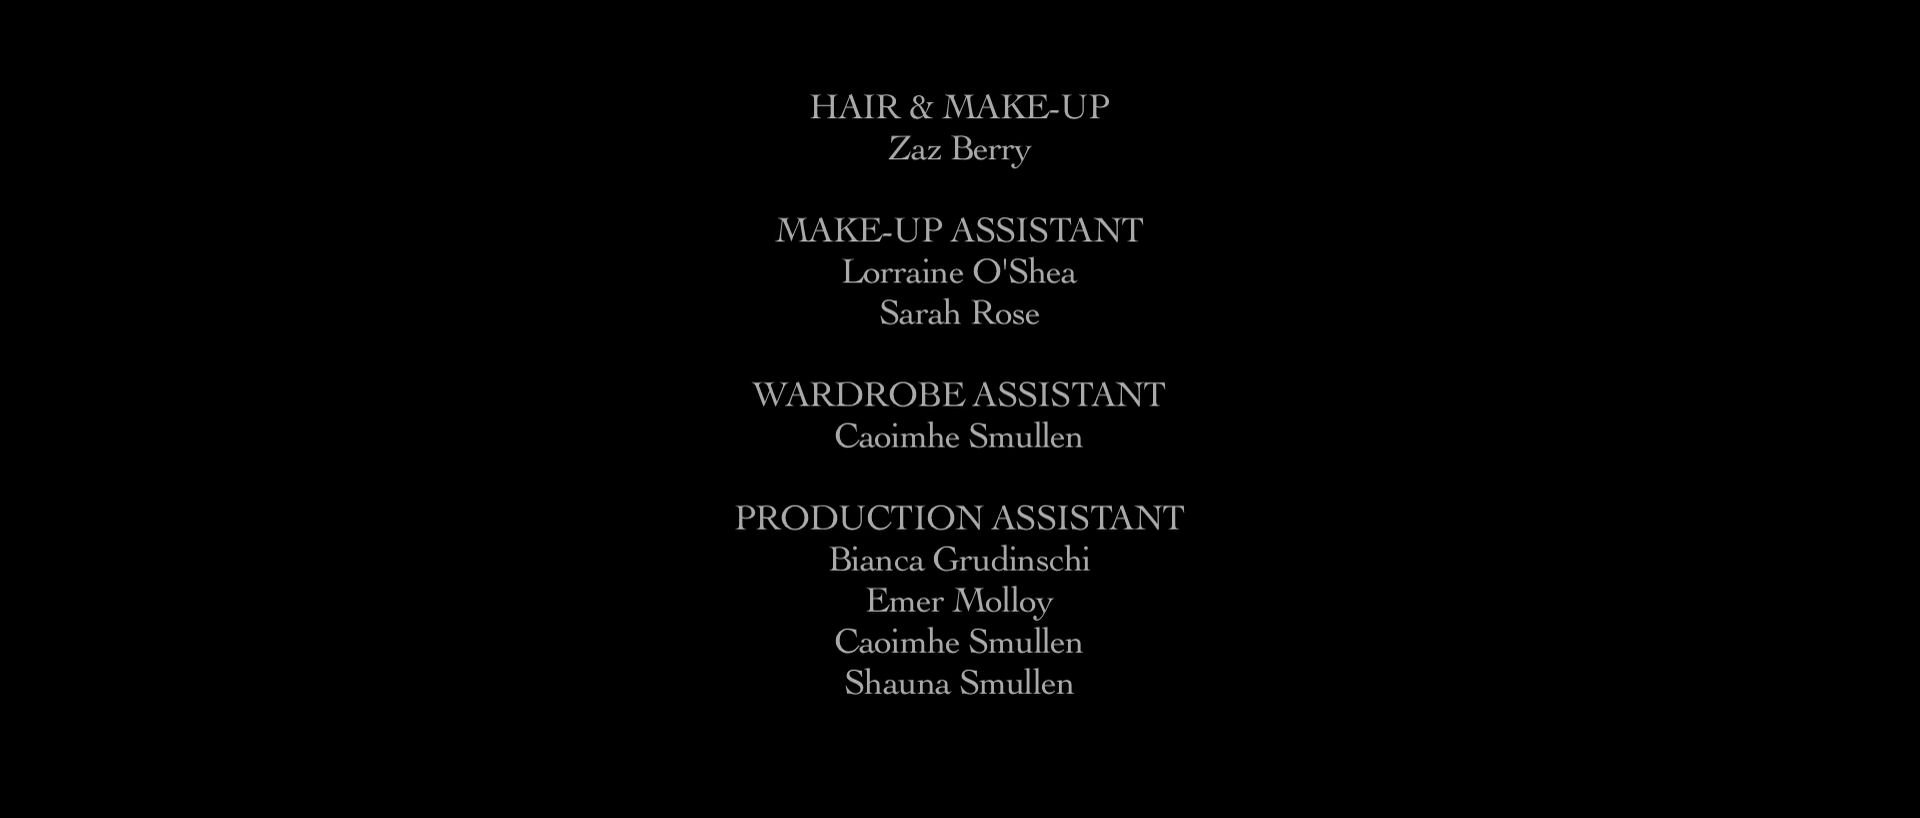 HAIR & MAKE-UP
Zaz Berry
MAKE-UP ASSISTANT
Lorraine O'Shea
Sarah Rose
WARDROBE ASSISTANT
Caoimhe Smullen
PRODUCTION ASSISTANT
Bianca Grudinschi
Emer Molloy
Caoimhe Smullen
Shauna Smullen